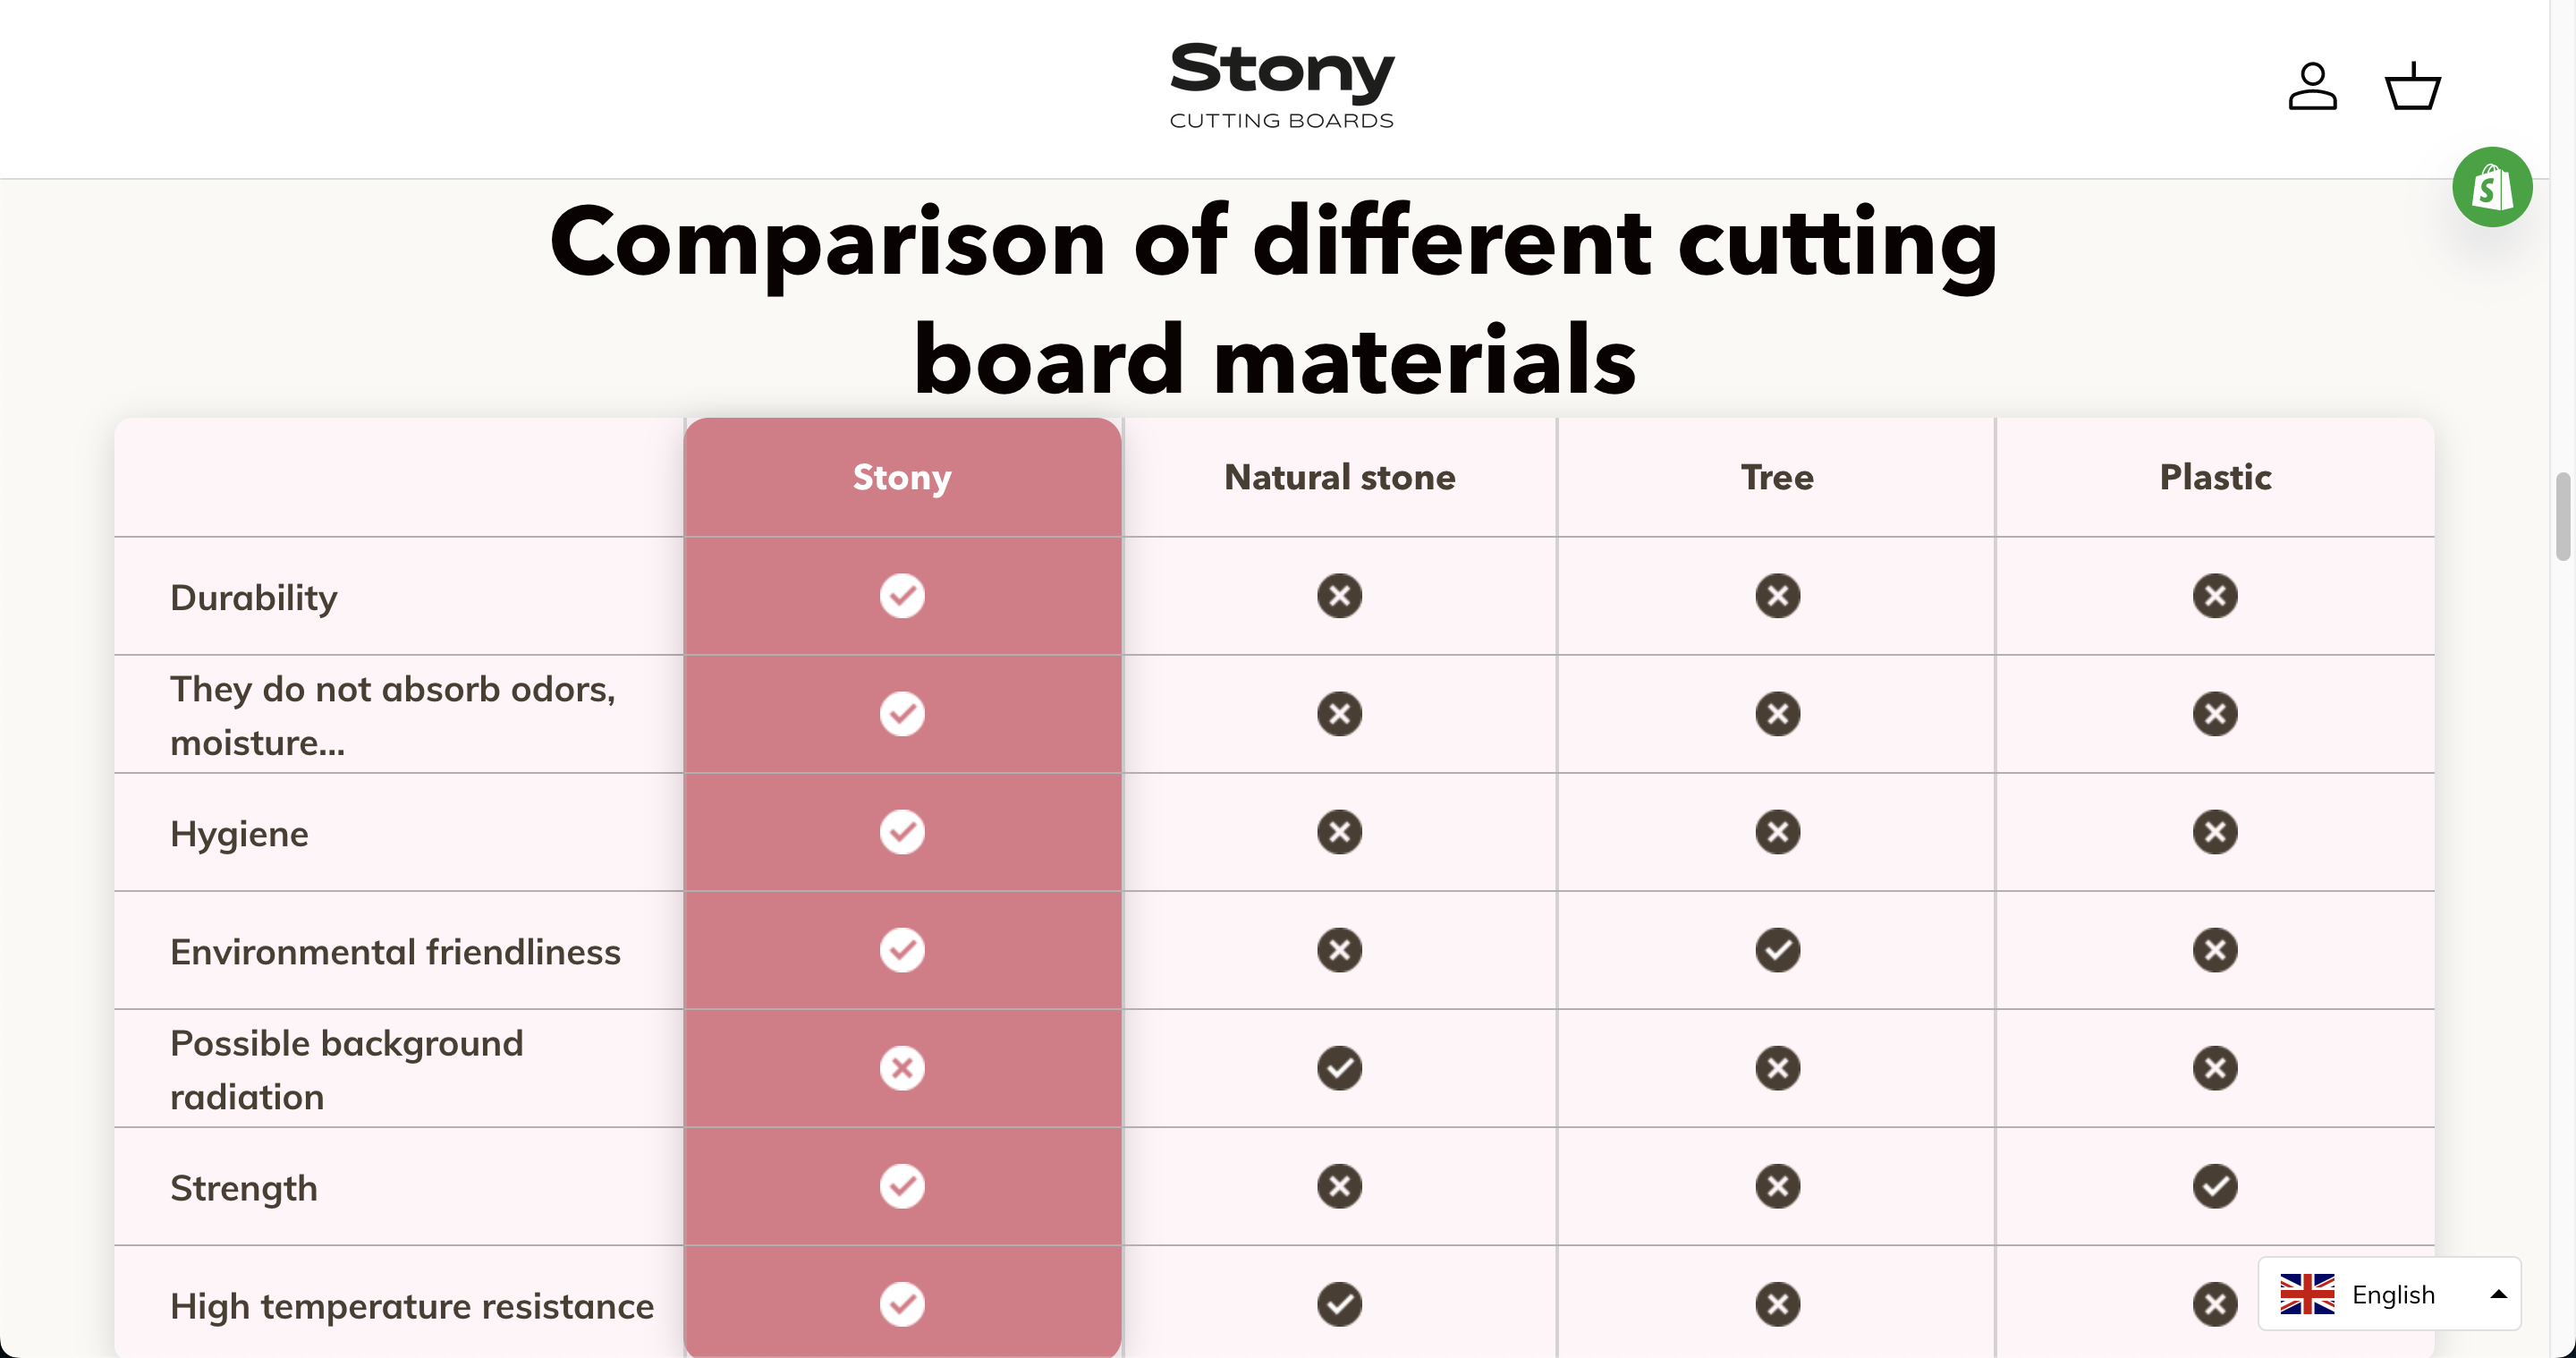 Stony
CUTTING BOARDS
Comparison of different cutting
board materials
Stony Natural stone Tree Plastic
Durability
They do not absorb odors,
moisture...
Hygiene
Environmental friendliness
Possible background
radiation
Strength
High temperature resistance
English